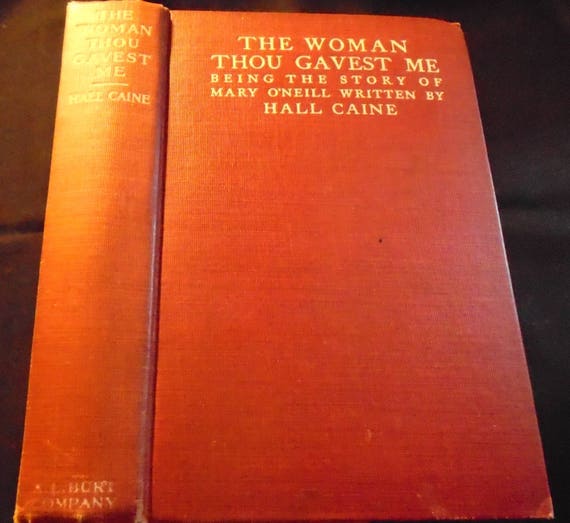 THE
WOMAN
THOU
GAVEST
ME
HALL CAINE
A.L. BURT
COMPANY
THE WOMAN
THOU GAVEST ME
BEING THE STORY OF
MARY O'NEILL WRITTEN BY
HALL CAINE